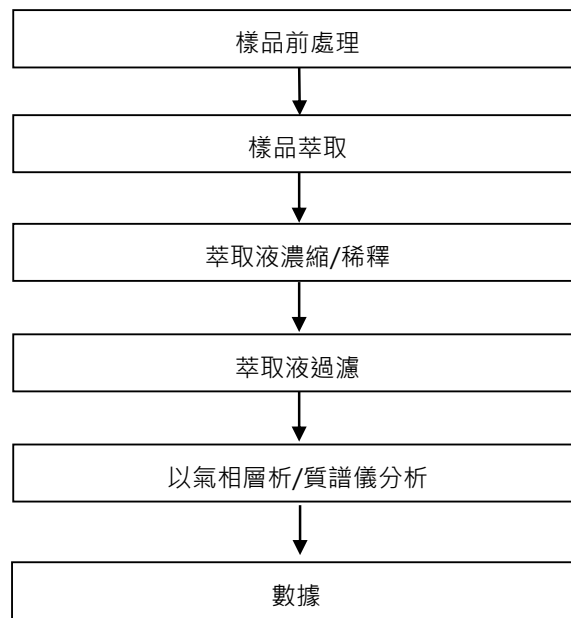 樣品前處理
樣品萃取
萃取液濃縮/稀釋
萃取液過濾
以氣相層析/質譜儀分析
數據